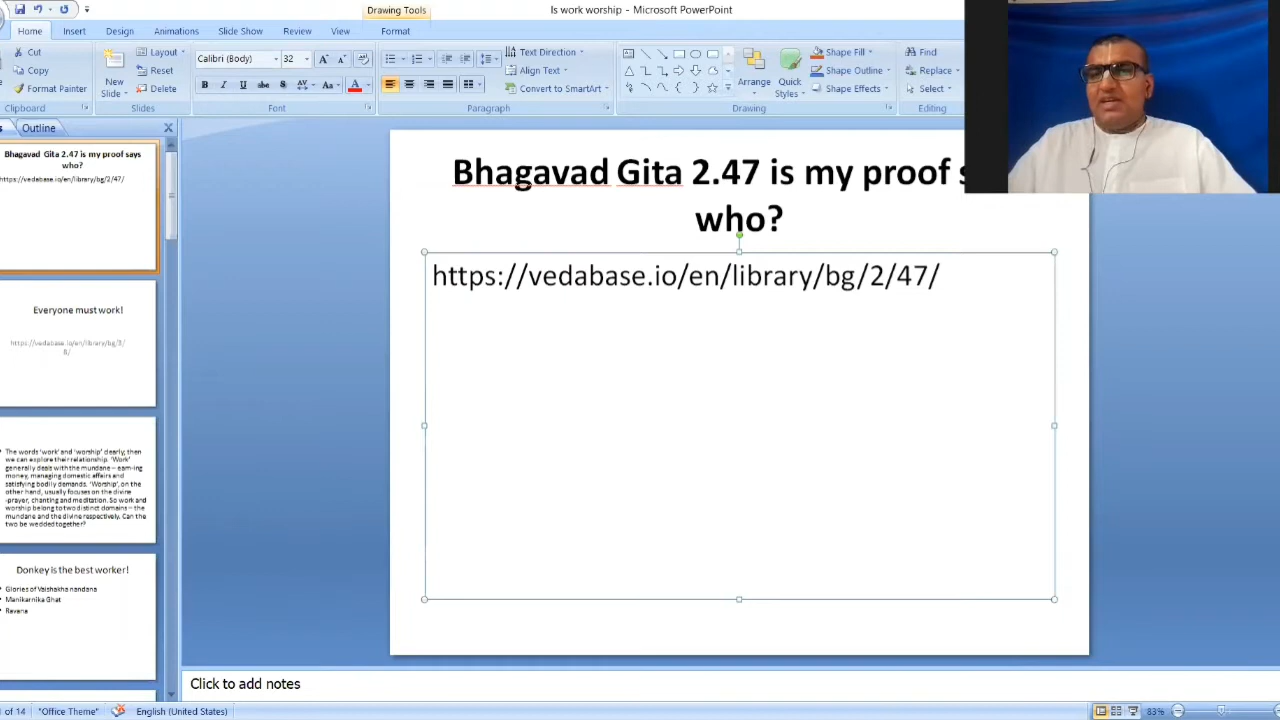 Drawing Tools
Is work worship - Microsoft PowerPoint
Home
Insert
Design
Animations
Slide Show
Review
View
Format
Cut
Copy
Format Painter
Clipboard
New
Slide
Layout
Reset
Delete
Slides
Calibri (Body)
32
Font
Text Direction
Align Text
Convert to SmartArt
Paragraph
Arrange
Quick
Styles
Shape Fill
Shape Outline
Shape Effects
Drawing
Find
Replace
Select
Editing
Outline
Bhagavad Gita 2.47 is my proof says
who?
https://vedabase.io/en/library/bg/2/47/
Everyone must work!
https://vedabase.io/en/library/bg/3/
8/
The words 'work' and 'worship' clearly, then
we can explore their relationship. 'Work'
generally deals with the mundane – earn-ing
money, managing domestic affairs and
satisfying bodily demands. 'Worship', on the
other hand, usually focuses on the divine
-prayer, chanting and meditation. So work and
worship belong to two distinct domains – the
mundane and the divine respectively. Can the
two be wedded together?
Donkey is the best worker!
Glories of Vaishakha nandana
Manikarnika Ghat
Ravana
Bhagavad Gita 2.47 is my proof
who?
https://vedabase.io/en/library/bg/2/47/
Click to add notes
of 14
"Office Theme"
English (United States)
83%